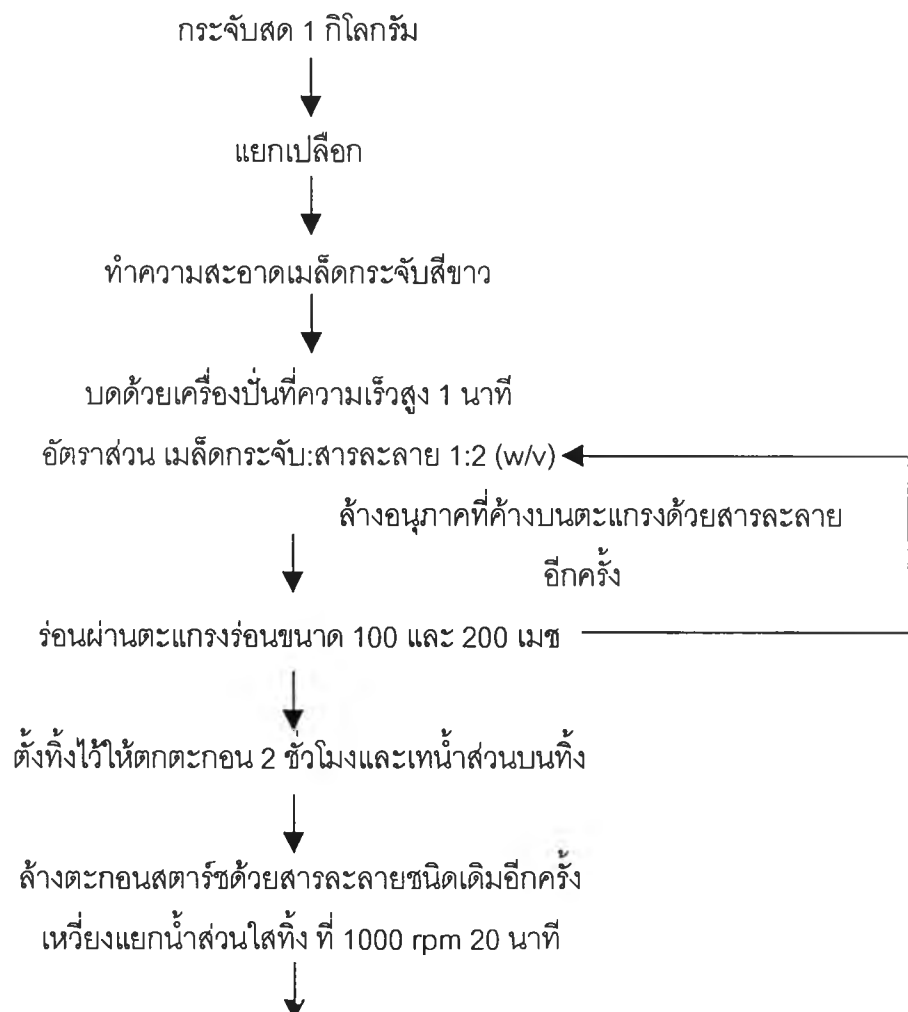 กระจับสด 1 กิโลกรัม
แยกเปลือก
ทำความสะอาดเมล็ดกระจับสีขาว
บดด้วยเครื่องปั่นที่ความเร็วสูง 1 นาที
อัตราส่วน เมล็ดกระจับ:สารละลาย 1:2 (w/v)
ล้างอนุภาคที่ค้างบนตะแกรงด้วยสารละลาย
อีกครั้ง
ร่อนผ่านตะแกรงร่อนขนาด 100 และ 200 เมช
ตั้งทิ้งไว้ให้ตกตะกอน 2 ชั่วโมงและเทน้ำส่วนบนทิ้ง
ล้างตะกอนสตาร์ชด้วยสารละลายชนิดเดิมอีกครั้ง
เหวี่ยงแยกน้ำส่วนใสทิ้ง ที่ 1000 rpm 20 นาที